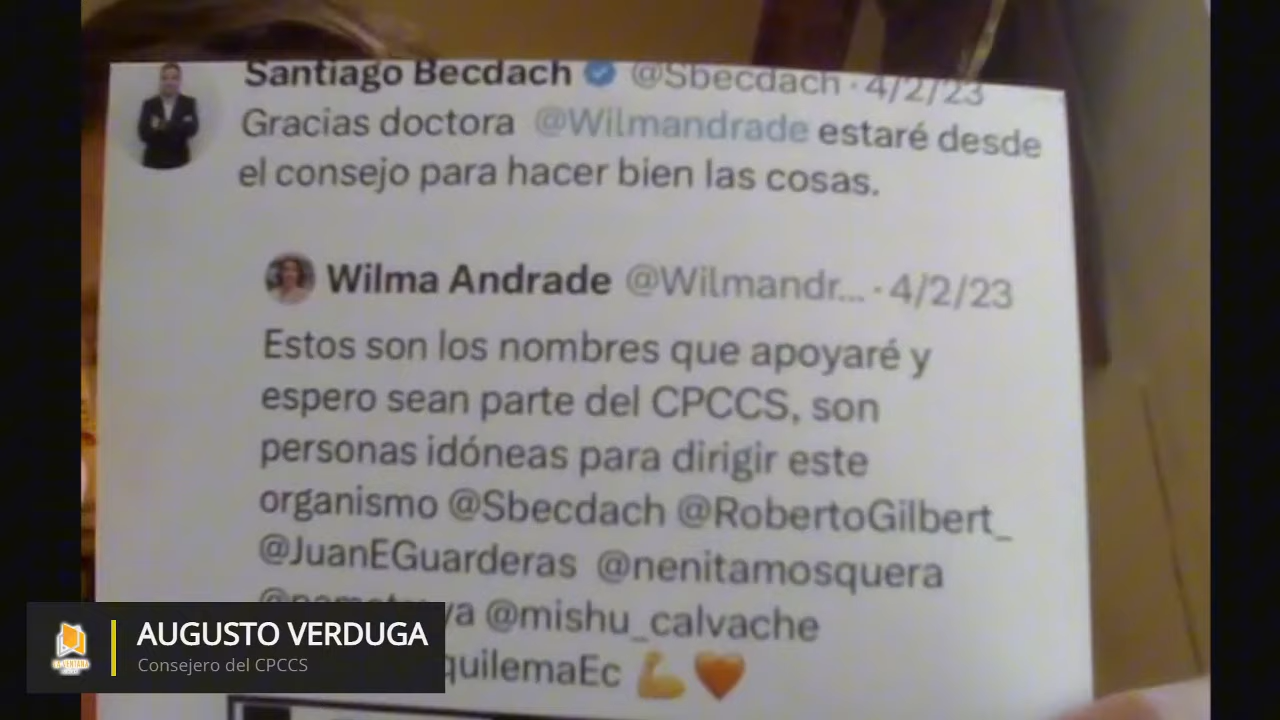 Santiago Becdach @Sbecdach · 4/2/23
Gracias doctora @Wilmandrade estaré desde
el consejo para hacer bien las cosas.
Wilma Andrade @Wilmandr... · 4/2/23
Estos son los nombres que apoyaré y
espero sean parte del CPCCS, son
personas idóneas para dirigir este
organismo @Sbecdach @RobertoGilbert_
@JuanEGuarderas @nenitamosquera
@mishu_calvache
quilemaEc 💪🧡
AUGUSTO VERDUGA
Consejero del CPCCS